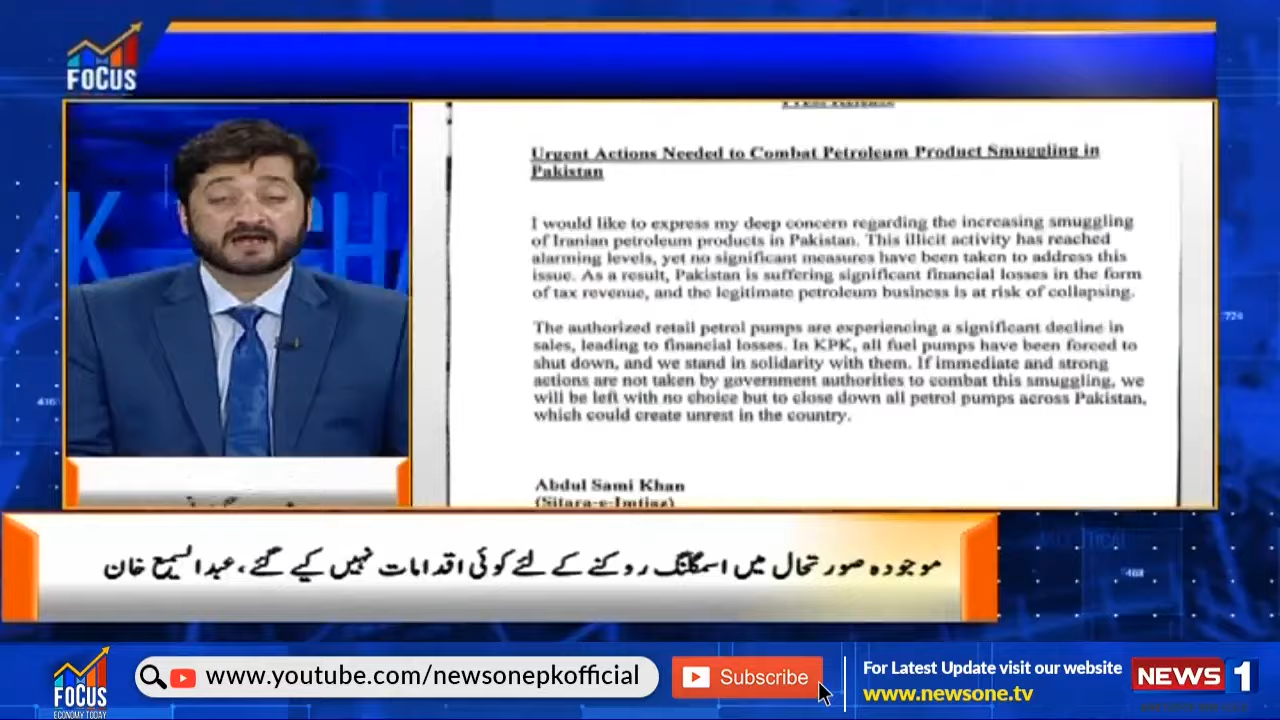 FOCUS
Press Release
Urgent Actions Needed to Combat Petroleum Product Smuggling in
Pakistan
I would like to express my deep concern regarding the increasing smuggling
of Iranian petroleum products in Pakistan. This illicit activity has reached
alarming levels, yet no significant measures have been taken to address this
issue. As a result, Pakistan is suffering significant financial losses in the form
of tax revenue, and the legitimate petroleum business is at risk of collapsing.
The authorized retail petrol pumps are experiencing a significant decline in
sales, leading to financial losses. In KPK, all fuel pumps have been forced to
shut down, and we stand in solidarity with them. If immediate and strong
actions are not taken by government authorities to combat this smuggling, we
will be left with no choice but to close down all petrol pumps across Pakistan,
which could create unrest in the country.
Abdul Sami Khan
(Sitara-e-Imtiaz)
موجودہ صورتحال میں اسمگلنگ روکنے کے لئے کوئی اقدامات نہیں کیے گئے، عبدالسمیع خان
FOCUS
ECONOMY TODAY
www.youtube.com/newsonepkofficial
Subscribe
For Latest Update visit our website
www.newsone.tv
NEWS 1